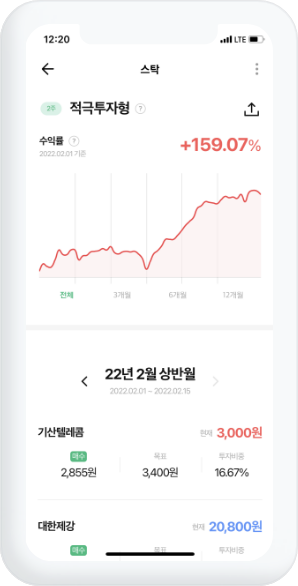 12:20 LTE
스탁
적극투자형 ?
수익률 ? +159.07%
2022.02.01 기준
전체 3개월 6개월 12개월
22년 2월 상반월
2022.02.01 ~ 2022.02.15
기산텔레콤 현재 3,000원
매수 목표 투자비중
2,855원 3,400원 16.67%
대한제강 현재 20,800원
매수 목표 투자비중